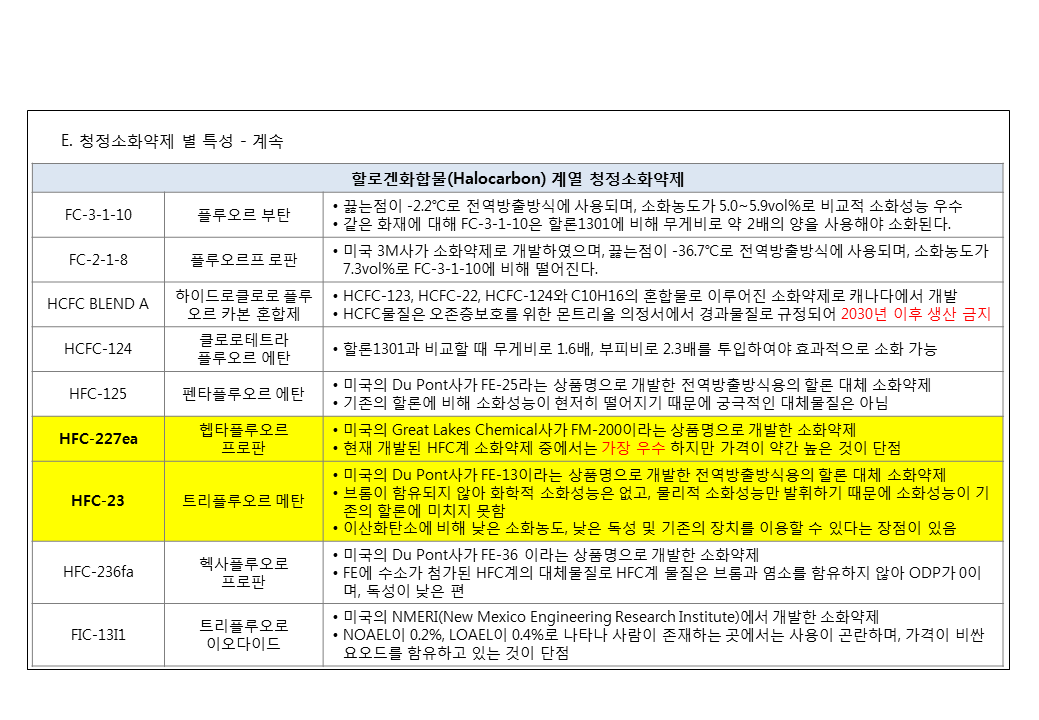 E. 청정소화약제 별 특성 - 계속
할로겐화합물(Halocarbon) 계열 청정소화약제
FC-3-1-10
플루오르 부탄
• 끓는점이 -2.2℃로 전역방출방식에 사용되며, 소화농도가 5.0~5.9vol%로 비교적 소화성능 우수
• 같은 화재에 대해 FC-3-1-10은 할론1301에 비해 무게비로 약 2배의 양을 사용해야 소화된다.
FC-2-1-8
플루오르프 로판
• 미국 3M사가 소화약제로 개발하였으며, 끓는점이 -36.7℃로 전역방출방식에 사용되며, 소화농도가
7.3vol%로 FC-3-1-10에 비해 떨어진다.
HCFC BLEND A
하이드로클로로 플루
오르 카본 혼합제
• HCFC-123, HCFC-22, HCFC-124와 C10H16의 혼합물로 이루어진 소화약제로 캐나다에서 개발
• HCFC물질은 오존층보호를 위한 몬트리올 의정서에서 경과물질로 규정되어 2030년 이후 생산 금지
HCFC-124
클로로테트라
플루오르 에탄
• 할론1301과 비교할 때 무게비로 1.6배, 부피비로 2.3배를 투입하여야 효과적으로 소화 가능
HFC-125
펜타플루오르 에탄
• 미국의 Du Pont사가 FE-25라는 상품명으로 개발한 전역방출방식용의 할론 대체 소화약제
• 기존의 할론에 비해 소화성능이 현저히 떨어지기 때문에 궁극적인 대체물질은 아님
HFC-227ea
헵타플루오르
프로판
• 미국의 Great Lakes Chemical사가 FM-200이라는 상품명으로 개발한 소화약제
• 현재 개발된 HFC계 소화약제 중에서는 가장 우수 하지만 가격이 약간 높은 것이 단점
HFC-23
트리플루오르 메탄
• 미국의 Du Pont사가 FE-13이라는 상품명으로 개발한 전역방출방식용의 할론 대체 소화약제
• 브롬이 함유되지 않아 화학적 소화성능은 없고, 물리적 소화성능만 발휘하기 때문에 소화성능이 기
존의 할론에 미치지 못함
• 이산화탄소에 비해 낮은 소화농도, 낮은 독성 및 기존의 장치를 이용할 수 있다는 장점이 있음
HFC-236fa
헥사플루오로
프로판
• 미국의 Du Pont사가 FE-36 이라는 상품명으로 개발한 소화약제
• FE에 수소가 첨가된 HFC계의 대체물질로 HFC계 물질은 브롬과 염소를 함유하지 않아 ODP가 0이
며, 독성이 낮은 편
FIC-13I1
트리플루오로
이오다이드
• 미국의 NMERI(New Mexico Engineering Research Institute)에서 개발한 소화약제
• NOAEL이 0.2%, LOAEL이 0.4%로 나타나 사람이 존재하는 곳에서는 사용이 곤란하며, 가격이 비싼
요오드를 함유하고 있는 것이 단점